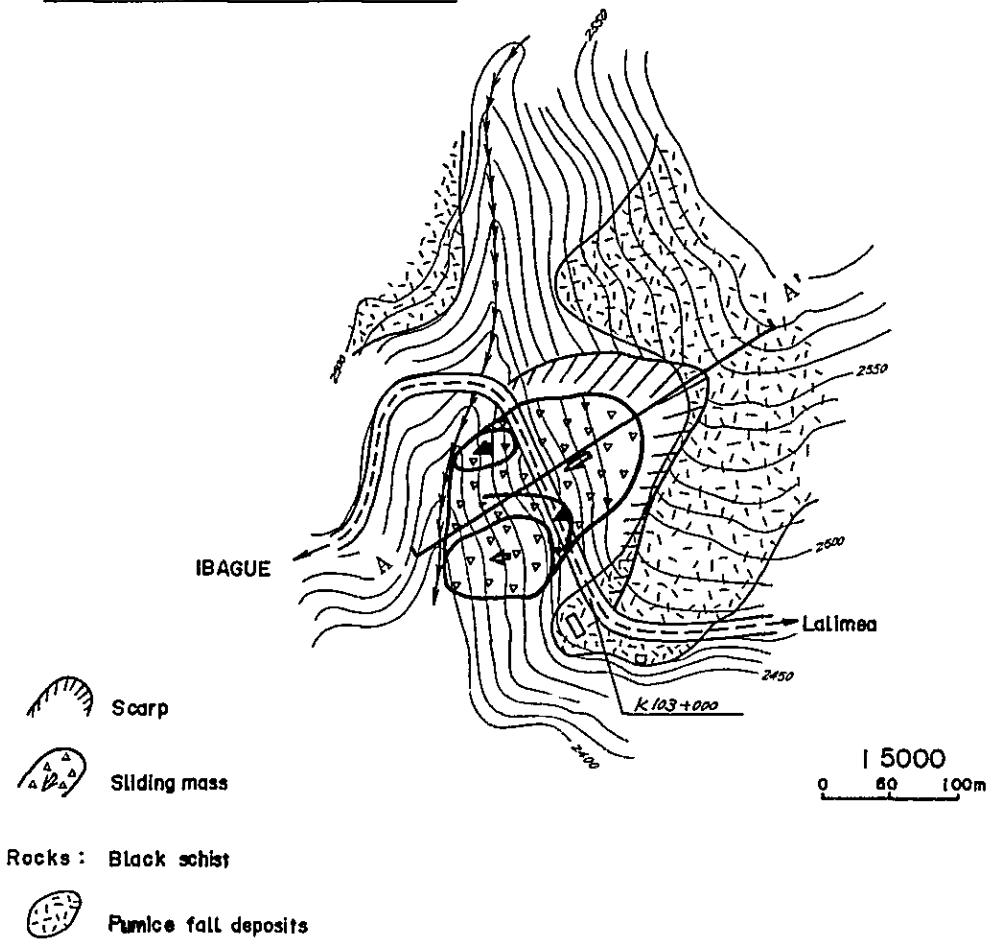 2550
A'
2500
2550
2500
IBAGUE
A
Lalimea
2450
K103+000
2400
Scarp
Sliding mass
1 5000
0 50 100m
Rocks : Black schist
Pumice fall deposits